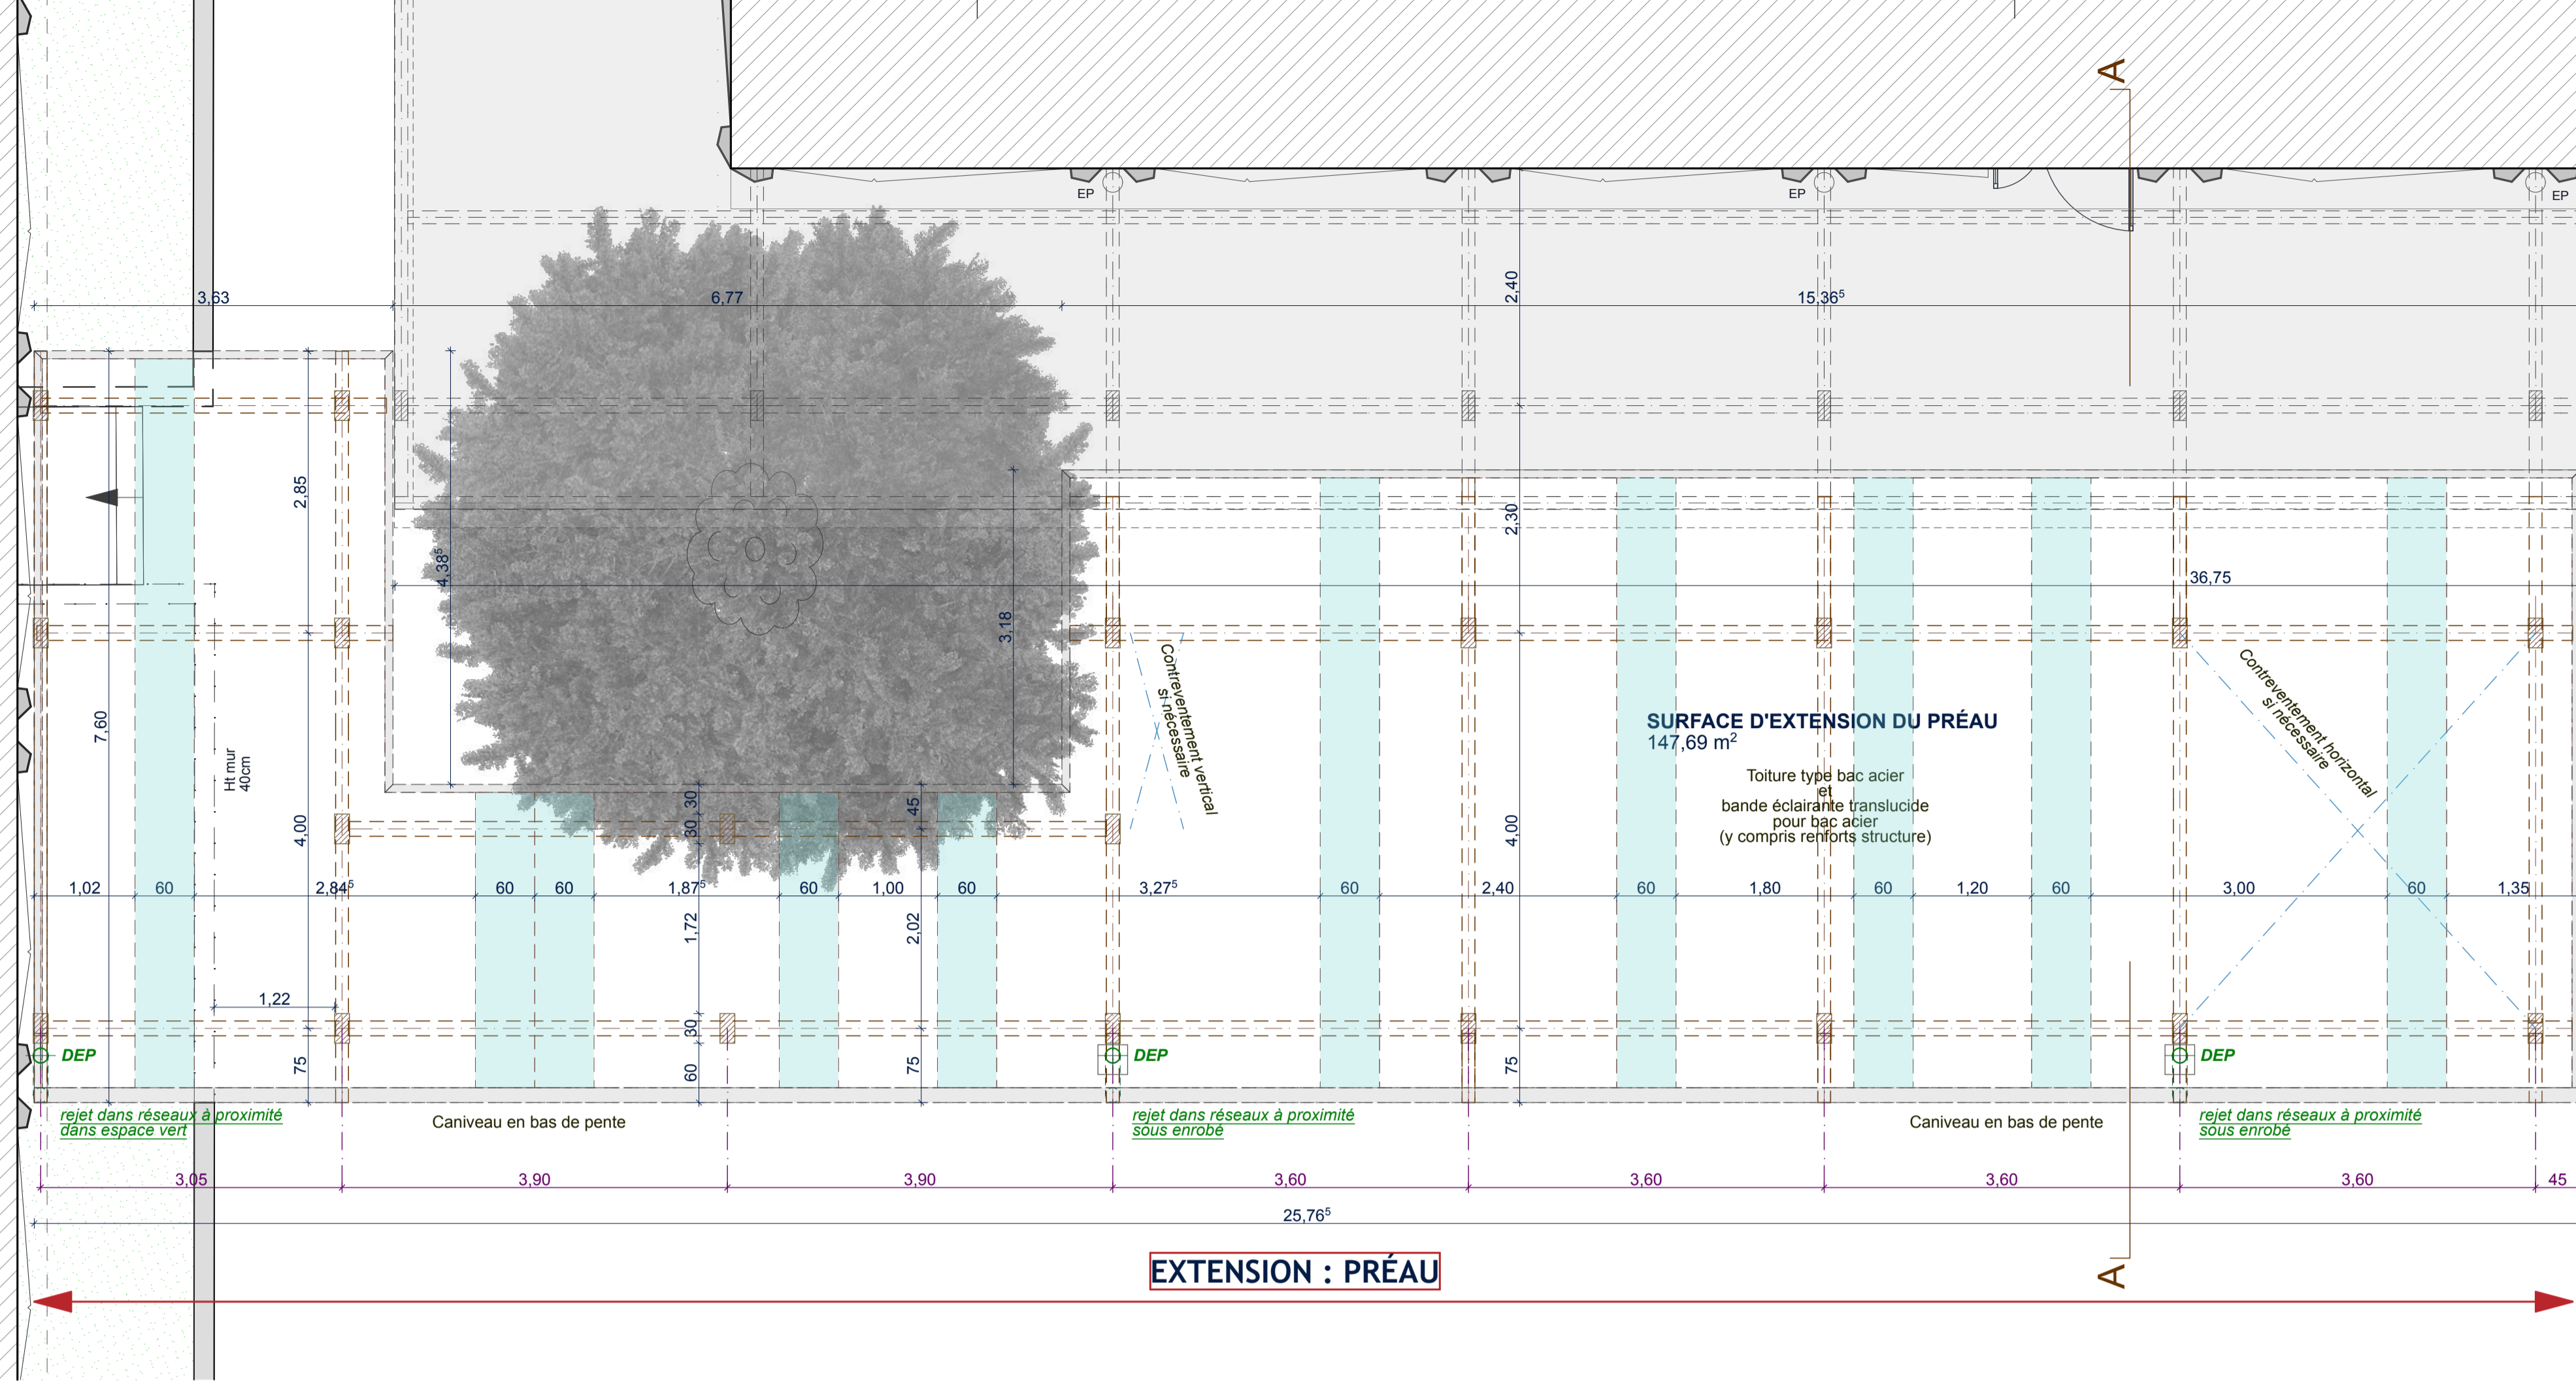 A
EP
EP
EP
3,63
6,77
2,40
15,36⁵
2,85
4,38⁵
2,30
36,75
3,18
7,60
Ht mur
40cm
Contreventement vertical
si nécessaire
SURFACE D'EXTENSION DU PRÉAU
147,69 m²
Toiture type bac acier
et
bande éclairante translucide
pour bac acier
(y compris renforts structure)
Contreventement horizontal
si nécessaire
30
30
45
4,00
4,00
1,02
60
2,84⁵
60
60
1,87⁵
60
1,00
60
3,27⁵
60
2,40
60
1,80
60
1,20
60
3,00
60
1,35
1,72
2,02
1,22
30
60
75
75
75
DEP
DEP
DEP
rejet dans réseaux à proximité
dans espace vert
Caniveau en bas de pente
rejet dans réseaux à proximité
sous enrobé
Caniveau en bas de pente
rejet dans réseaux à proximité
sous enrobé
3,05
3,90
3,90
3,60
3,60
3,60
3,60
45
25,76⁵
EXTENSION : PRÉAU
A